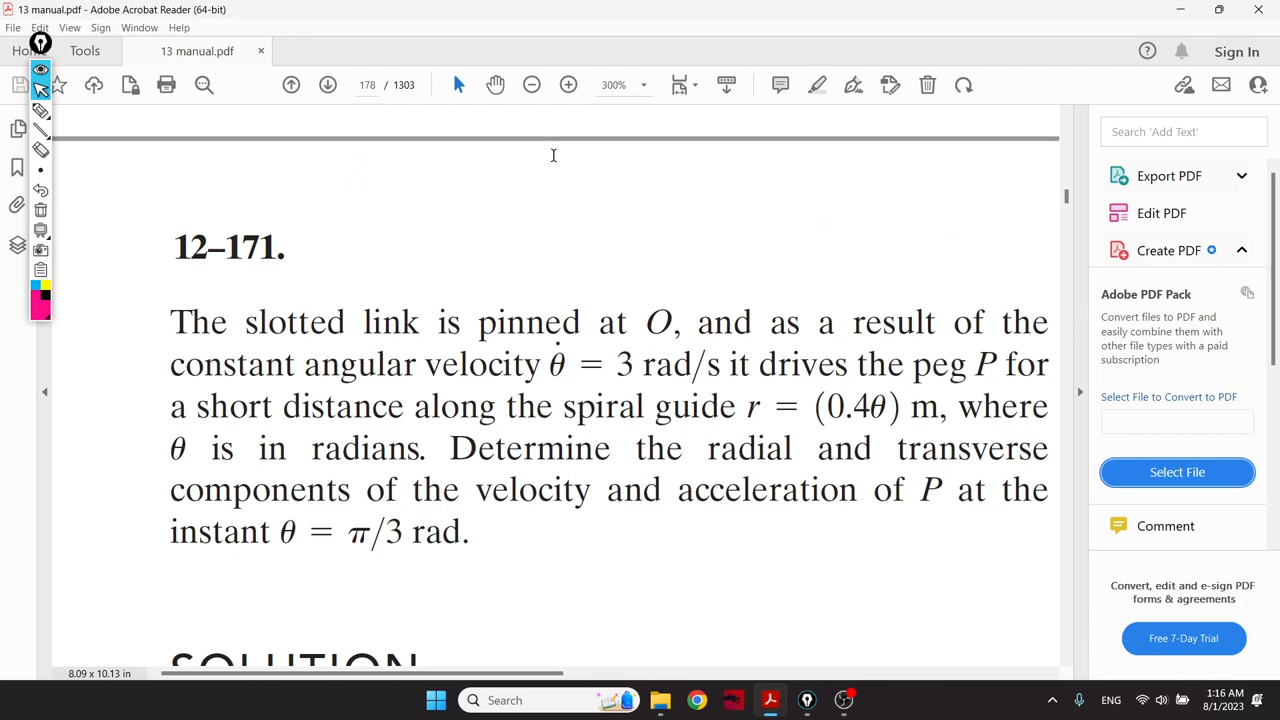 13 manual.pdf - Adobe Acrobat Reader (64-bit)
File Edit View Sign Window Help
Tools 13 manual.pdf × Sign In
178 / 1303 300%
Search 'Add Text'
Export PDF
Edit PDF
Create PDF
Adobe PDF Pack
Convert files to PDF and
easily combine them with
other file types with a paid
subscription
Select File to Convert to PDF
Select File
Comment
Convert, edit and e-sign PDF
forms & agreements
Free 7-Day Trial
12–171.
The slotted link is pinned at O, and as a result of the
constant angular velocity θ̇ = 3 rad/s it drives the peg P for
a short distance along the spiral guide r = (0.4θ) m, where
θ is in radians. Determine the radial and transverse
components of the velocity and acceleration of P at the
instant θ = π/3 rad.
SOLUTION
8.09 x 10.13 in
Search
ENG
1:16 AM
8/1/2023